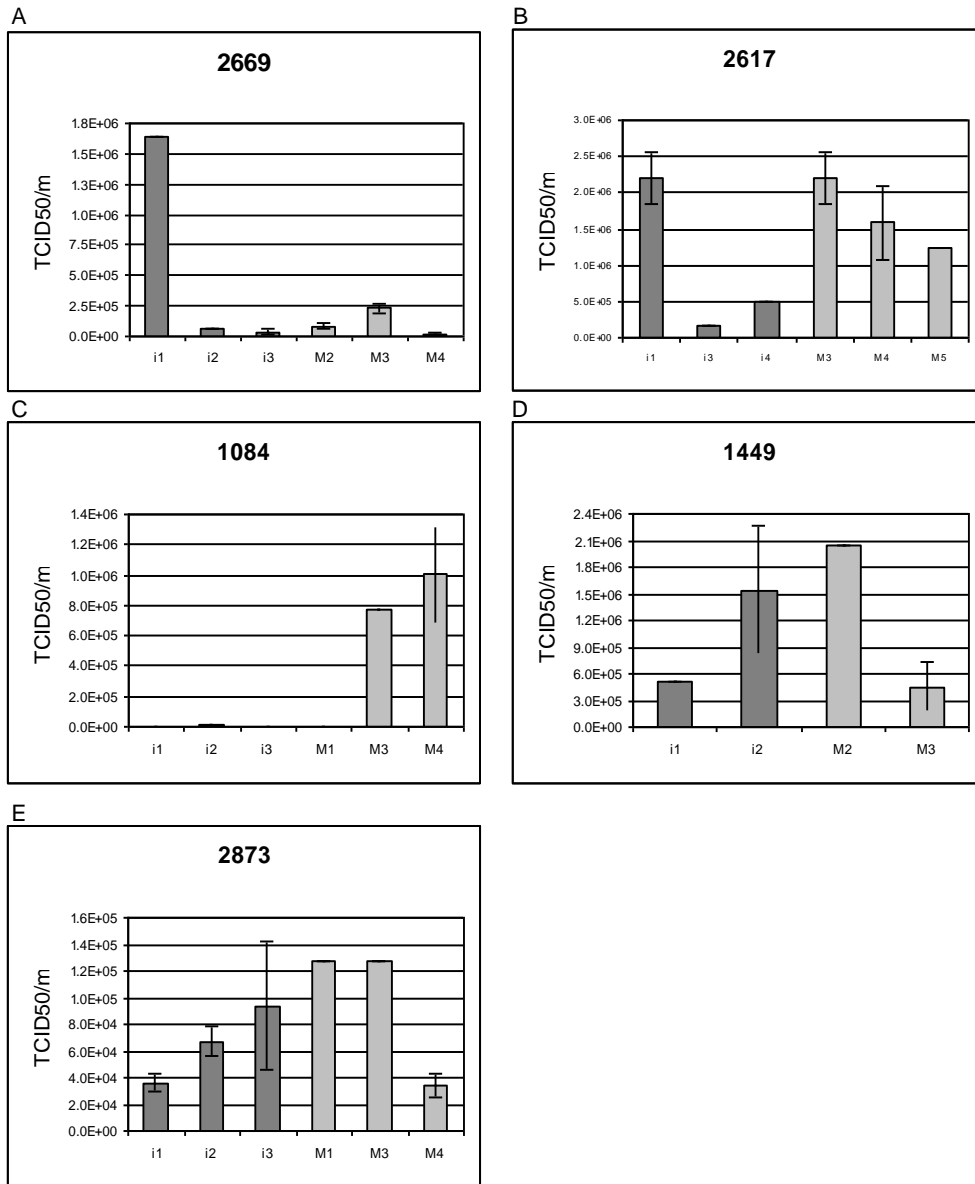 A
2669
TCID50/m
1.8E+06
1.5E+06
1.3E+06
1.0E+06
7.5E+05
5.0E+05
2.5E+05
0.0E+00
i1 i2 i3 M2 M3 M4
B
2617
TCID50/m
3.0E+06
2.5E+06
2.0E+06
1.5E+06
1.0E+06
5.0E+05
0.0E+00
i1 i3 i4 M3 M4 M5
C
1084
TCID50/m
1.4E+06
1.2E+06
1.0E+06
8.0E+05
6.0E+05
4.0E+05
2.0E+05
0.0E+00
i1 i2 i3 M1 M3 M4
D
1449
TCID50/m
2.4E+06
2.1E+06
1.8E+06
1.5E+06
1.2E+06
9.0E+05
6.0E+05
3.0E+05
0.0E+00
i1 i2 M2 M3
E
2873
TCID50/m
1.6E+05
1.4E+05
1.2E+05
1.0E+05
8.0E+04
6.0E+04
4.0E+04
2.0E+04
0.0E+00
i1 i2 i3 M1 M3 M4